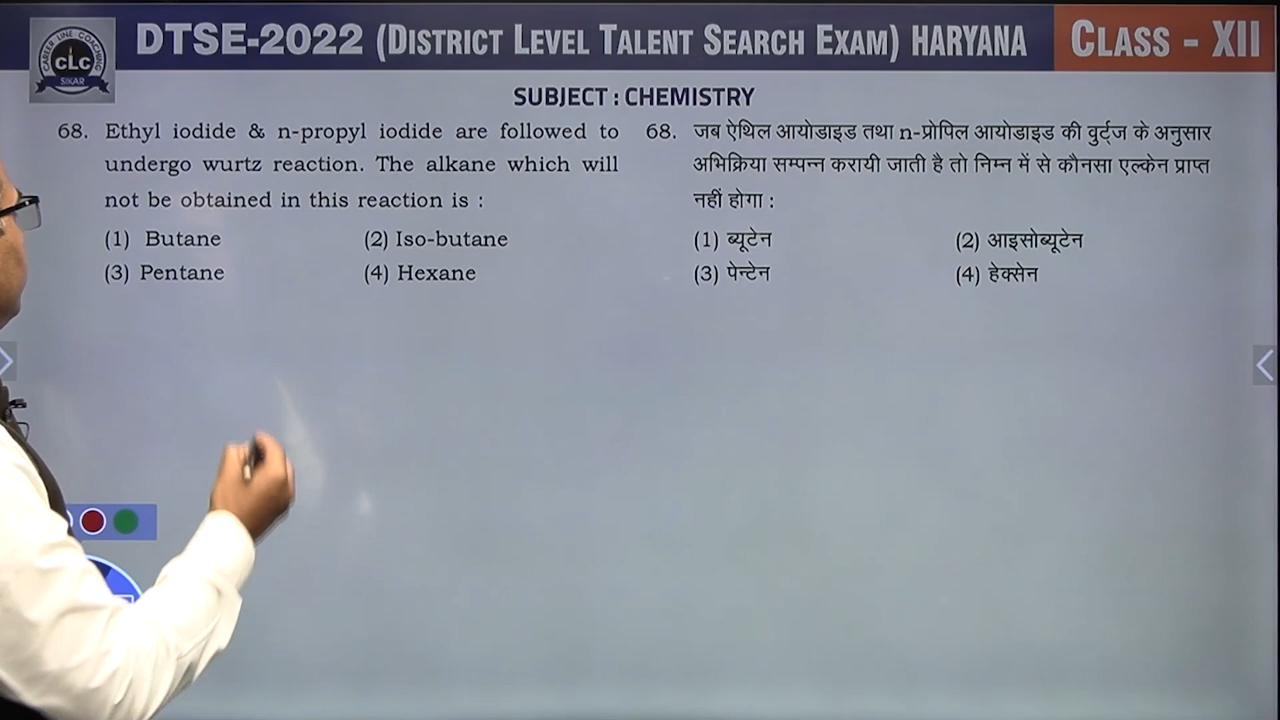 CAREER LINE COACHING
CLC
SIKAR
DTSE-2022 (DISTRICT LEVEL TALENT SEARCH EXAM) HARYANA
CLASS - XII
SUBJECT : CHEMISTRY
68. Ethyl iodide & n-propyl iodide are followed to
undergo wurtz reaction. The alkane which will
not be obtained in this reaction is :
(1) Butane (2) Iso-butane
(3) Pentane (4) Hexane
68. जब ऐथिल आयोडाइड तथा n-प्रोपिल आयोडाइड की वुर्ट्ज के अनुसार
अभिक्रिया सम्पन्न करायी जाती है तो निम्न में से कौनसा एल्केन प्राप्त
नहीं होगा :
(1) ब्यूटेन (2) आइसोब्यूटेन
(3) पेन्टेन (4) हेक्सेन